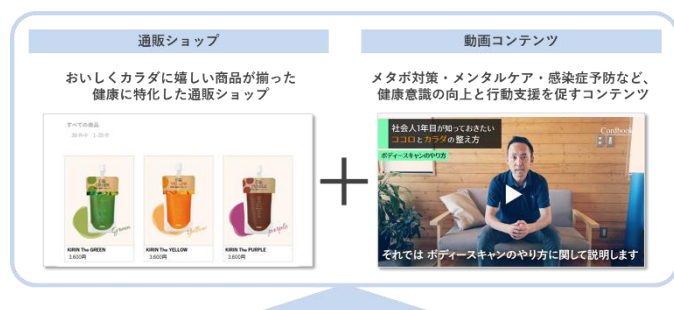 通販ショップ
おいしくカラダに嬉しい商品が揃った
健康に特化した通販ショップ
すべての商品
KIRIN The GREEN
3,600円
KIRIN The YELLOW
3,600円
KIRIN The PURPLE
3,600円
Green
Yellow
purple
動画コンテンツ
メタボ対策・メンタルケア・感染症予防など、
健康意識の向上と行動支援を促すコンテンツ
社会人1年目が知っておきたい
ココロとカラダの整え方
ボディースキャンのやり方
それでは ボディースキャンのやり方に関して説明します